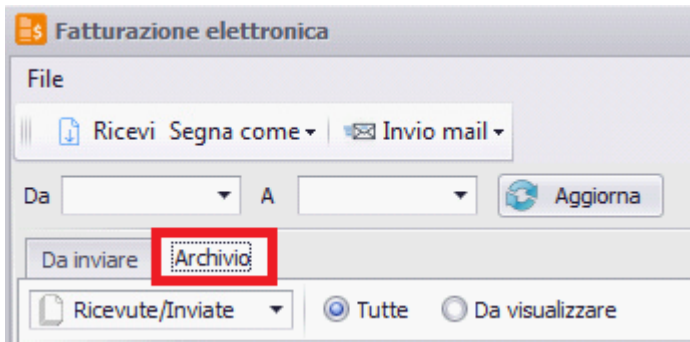 Fatturazione elettronica
File
Ricevi Segna come Invio mail
Da A Aggiorna
Da inviare Archivio
Ricevute/Inviate Tutte Da visualizzare